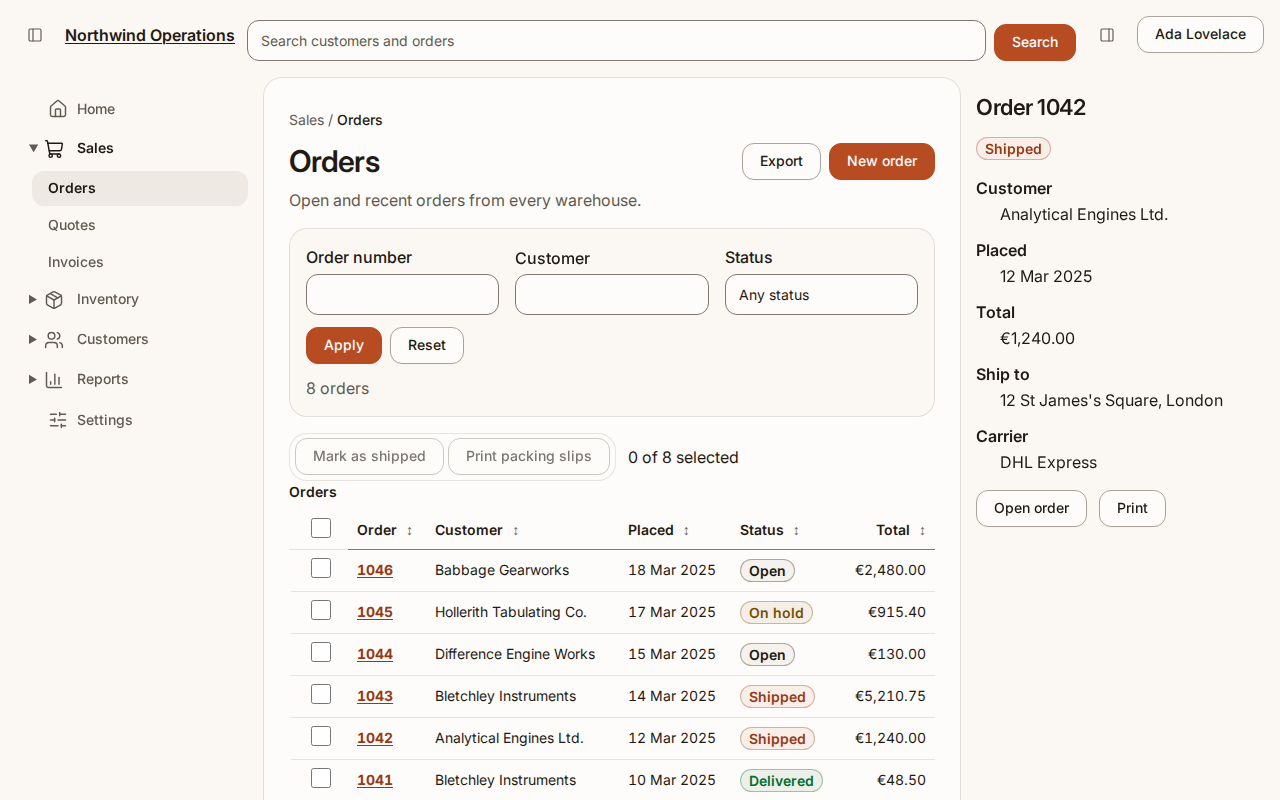 Northwind Operations
Search customers and orders
Search
Ada Lovelace
Home
Sales
Orders
Quotes
Invoices
Inventory
Customers
Reports
Settings
Sales / Orders
Orders
Export
New order
Open and recent orders from every warehouse.
Order number
Customer
Status
Any status
Apply
Reset
8 orders
Mark as shipped
Print packing slips
0 of 8 selected
Orders
Order ↕ Customer ↕ Placed ↕ Status ↕ Total ↕
1046 Babbage Gearworks 18 Mar 2025 Open €2,480.00
1045 Hollerith Tabulating Co. 17 Mar 2025 On hold €915.40
1044 Difference Engine Works 15 Mar 2025 Open €130.00
1043 Bletchley Instruments 14 Mar 2025 Shipped €5,210.75
1042 Analytical Engines Ltd. 12 Mar 2025 Shipped €1,240.00
1041 Bletchley Instruments 10 Mar 2025 Delivered €48.50
Order 1042
Shipped
Customer
Analytical Engines Ltd.
Placed
12 Mar 2025
Total
€1,240.00
Ship to
12 St James's Square, London
Carrier
DHL Express
Open order
Print